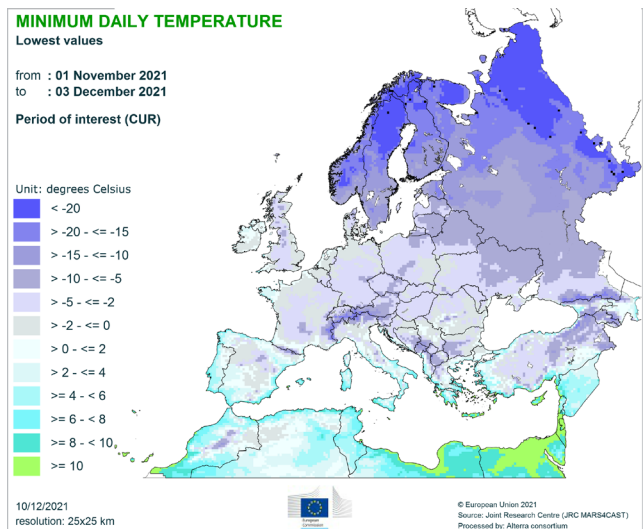 MINIMUM DAILY TEMPERATURE
Lowest values
from : 01 November 2021
to : 03 December 2021
Period of interest (CUR)
Unit: degrees Celsius
< -20
> -20 - <= -15
> -15 - <= -10
> -10 - <= -5
> -5 - <= -2
> -2 - <= 0
> 0 - <= 2
> 2 - <= 4
>= 4 - < 6
>= 6 - < 8
>= 8 - < 10
>= 10
10/12/2021
resolution: 25x25 km
European
Commission
© European Union 2021
Source: Joint Research Centre (JRC MARS4CAST)
Processed by: Alterra consortium